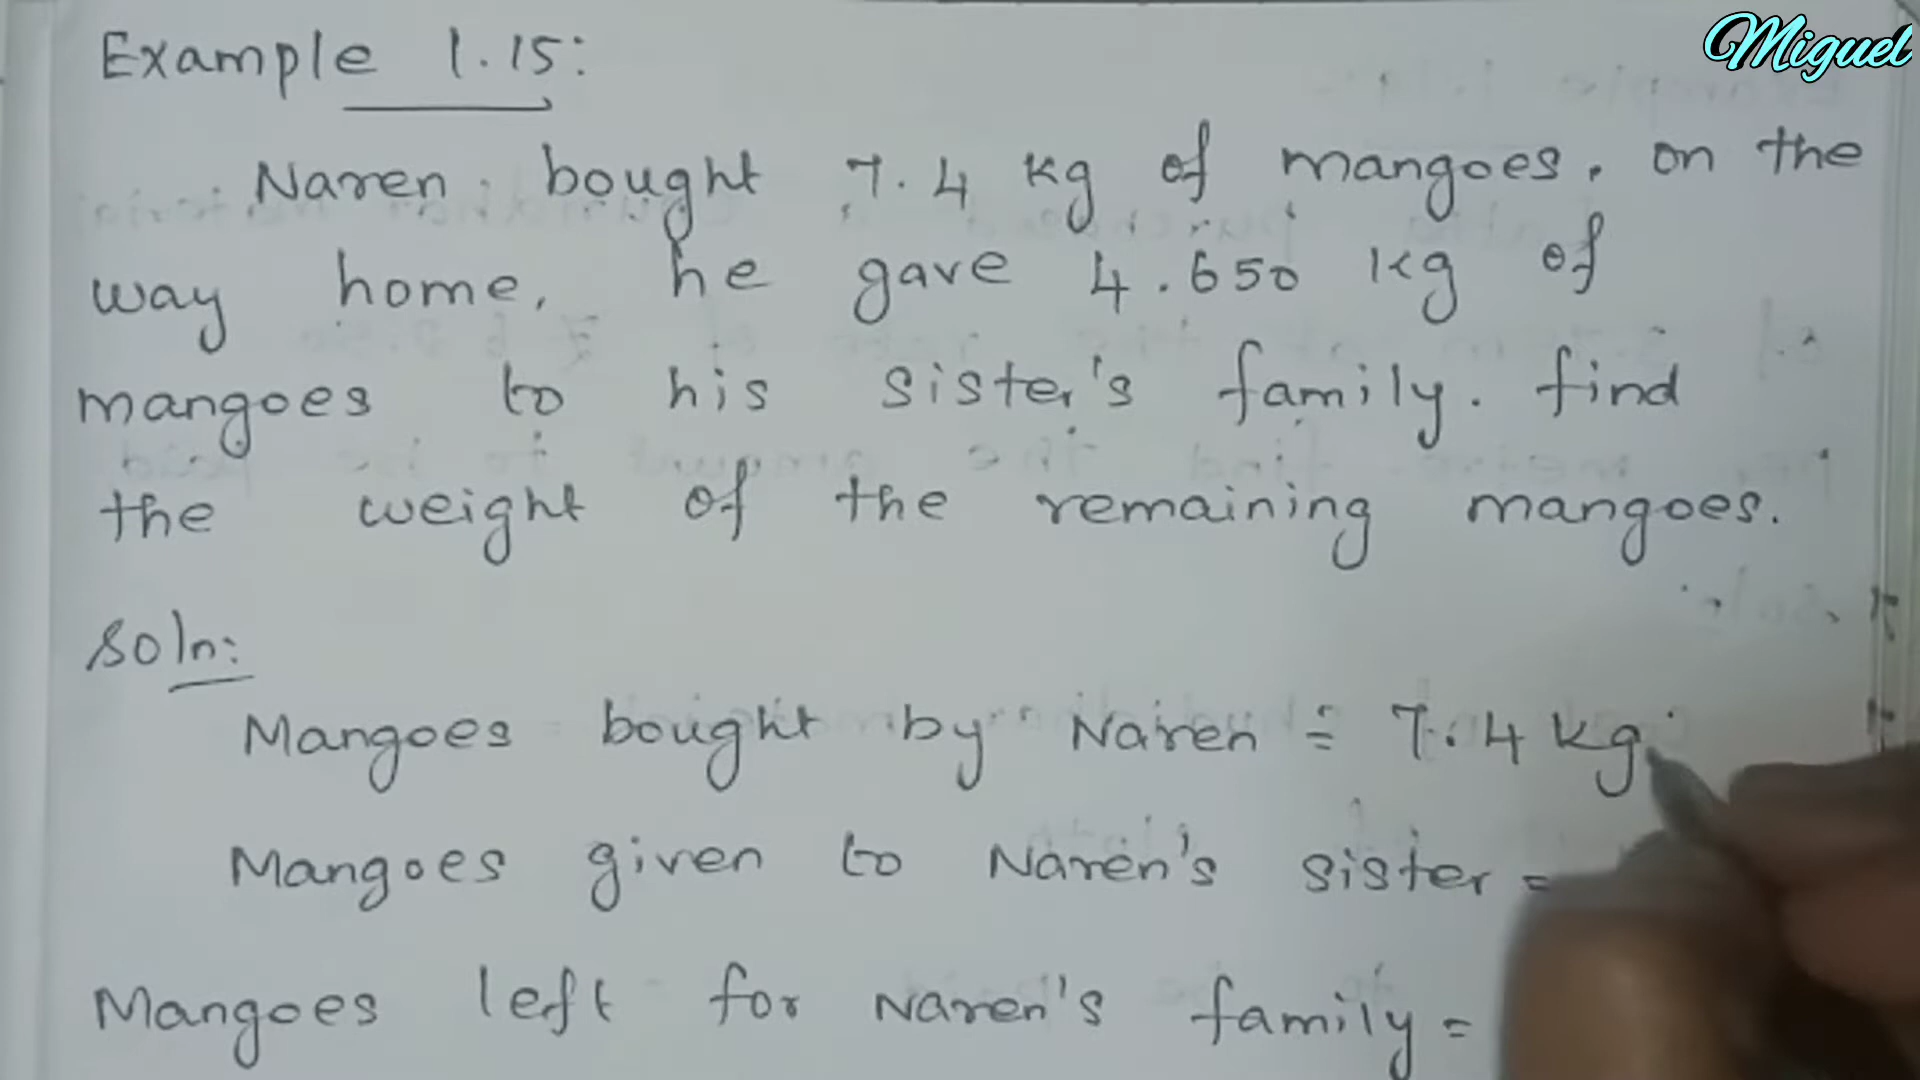 Miguel
Example 1.15:
Naren bought 7.4 kg of mangoes. on the
way home, he gave 4.650 kg of
mangoes to his sister's family. find
the weight of the remaining mangoes.
Soln:
Mangoes bought by Naren = 7.4 kg
Mangoes given to Naren's sister =
Mangoes left for Naren's family =